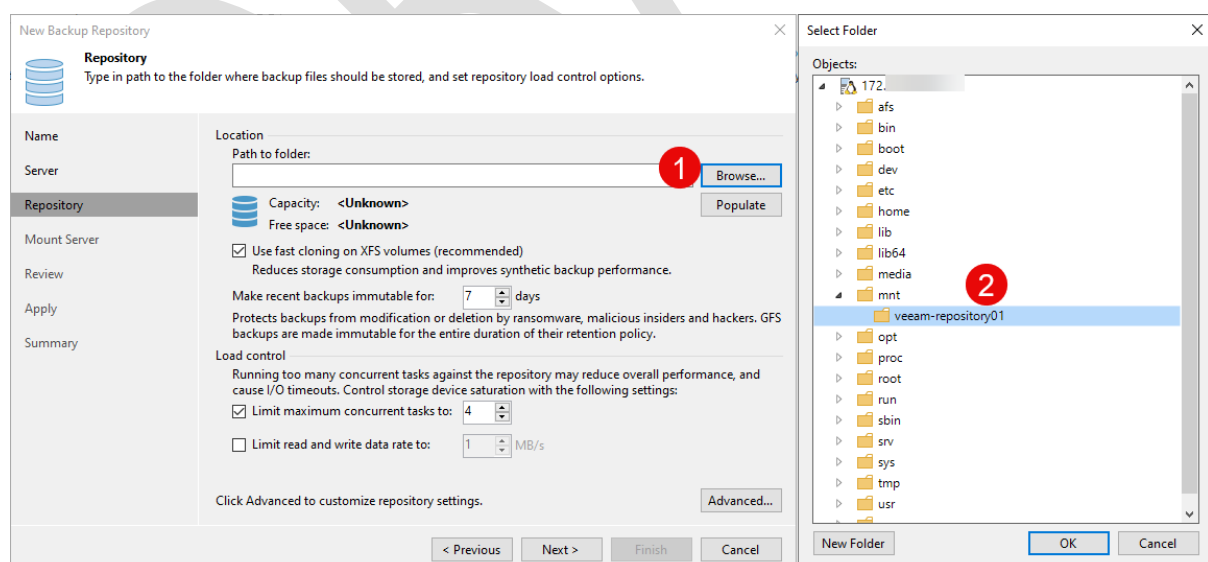 New Backup Repository
Repository
Type in path to the folder where backup files should be stored, and set repository load control options.
Name
Server
Repository
Mount Server
Review
Apply
Summary
Location
Path to folder:
1
Browse...
Capacity: <Unknown>
Populate
Free space: <Unknown>
Use fast cloning on XFS volumes (recommended)
Reduces storage consumption and improves synthetic backup performance.
Make recent backups immutable for: 7 days
Protects backups from modification or deletion by ransomware, malicious insiders and hackers. GFS
backups are made immutable for the entire duration of their retention policy.
Load control
Running too many concurrent tasks against the repository may reduce overall performance, and
cause I/O timeouts. Control storage device saturation with the following settings:
Limit maximum concurrent tasks to: 4
Limit read and write data rate to: 1 MB/s
Click Advanced to customize repository settings.
Advanced...
< Previous
Next >
Finish
Cancel
Select Folder
Objects:
172.
afs
bin
boot
dev
etc
home
lib
lib64
media
mnt
2
veeam-repository01
opt
proc
root
run
sbin
srv
sys
tmp
usr
New Folder
OK
Cancel